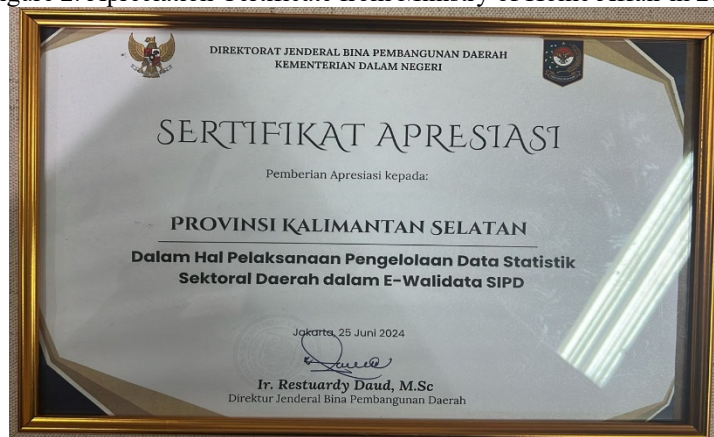 DIREKTORAT JENDERAL BINA PEMBANGUNAN DAERAH
KEMENTERIAN DALAM NEGERI
SERTIFIKAT APRESIASI
Pemberian Apresiasi kepada:
PROVINSI KALIMANTAN SELATAN
Dalam Hal Pelaksanaan Pengelolaan Data Statistik
Sektoral Daerah dalam E-Walidata SIPD
Jakarta, 25 Juni 2024
Ir. Restuardy Daud, M.Sc
Direktur Jenderal Bina Pembangunan Daerah